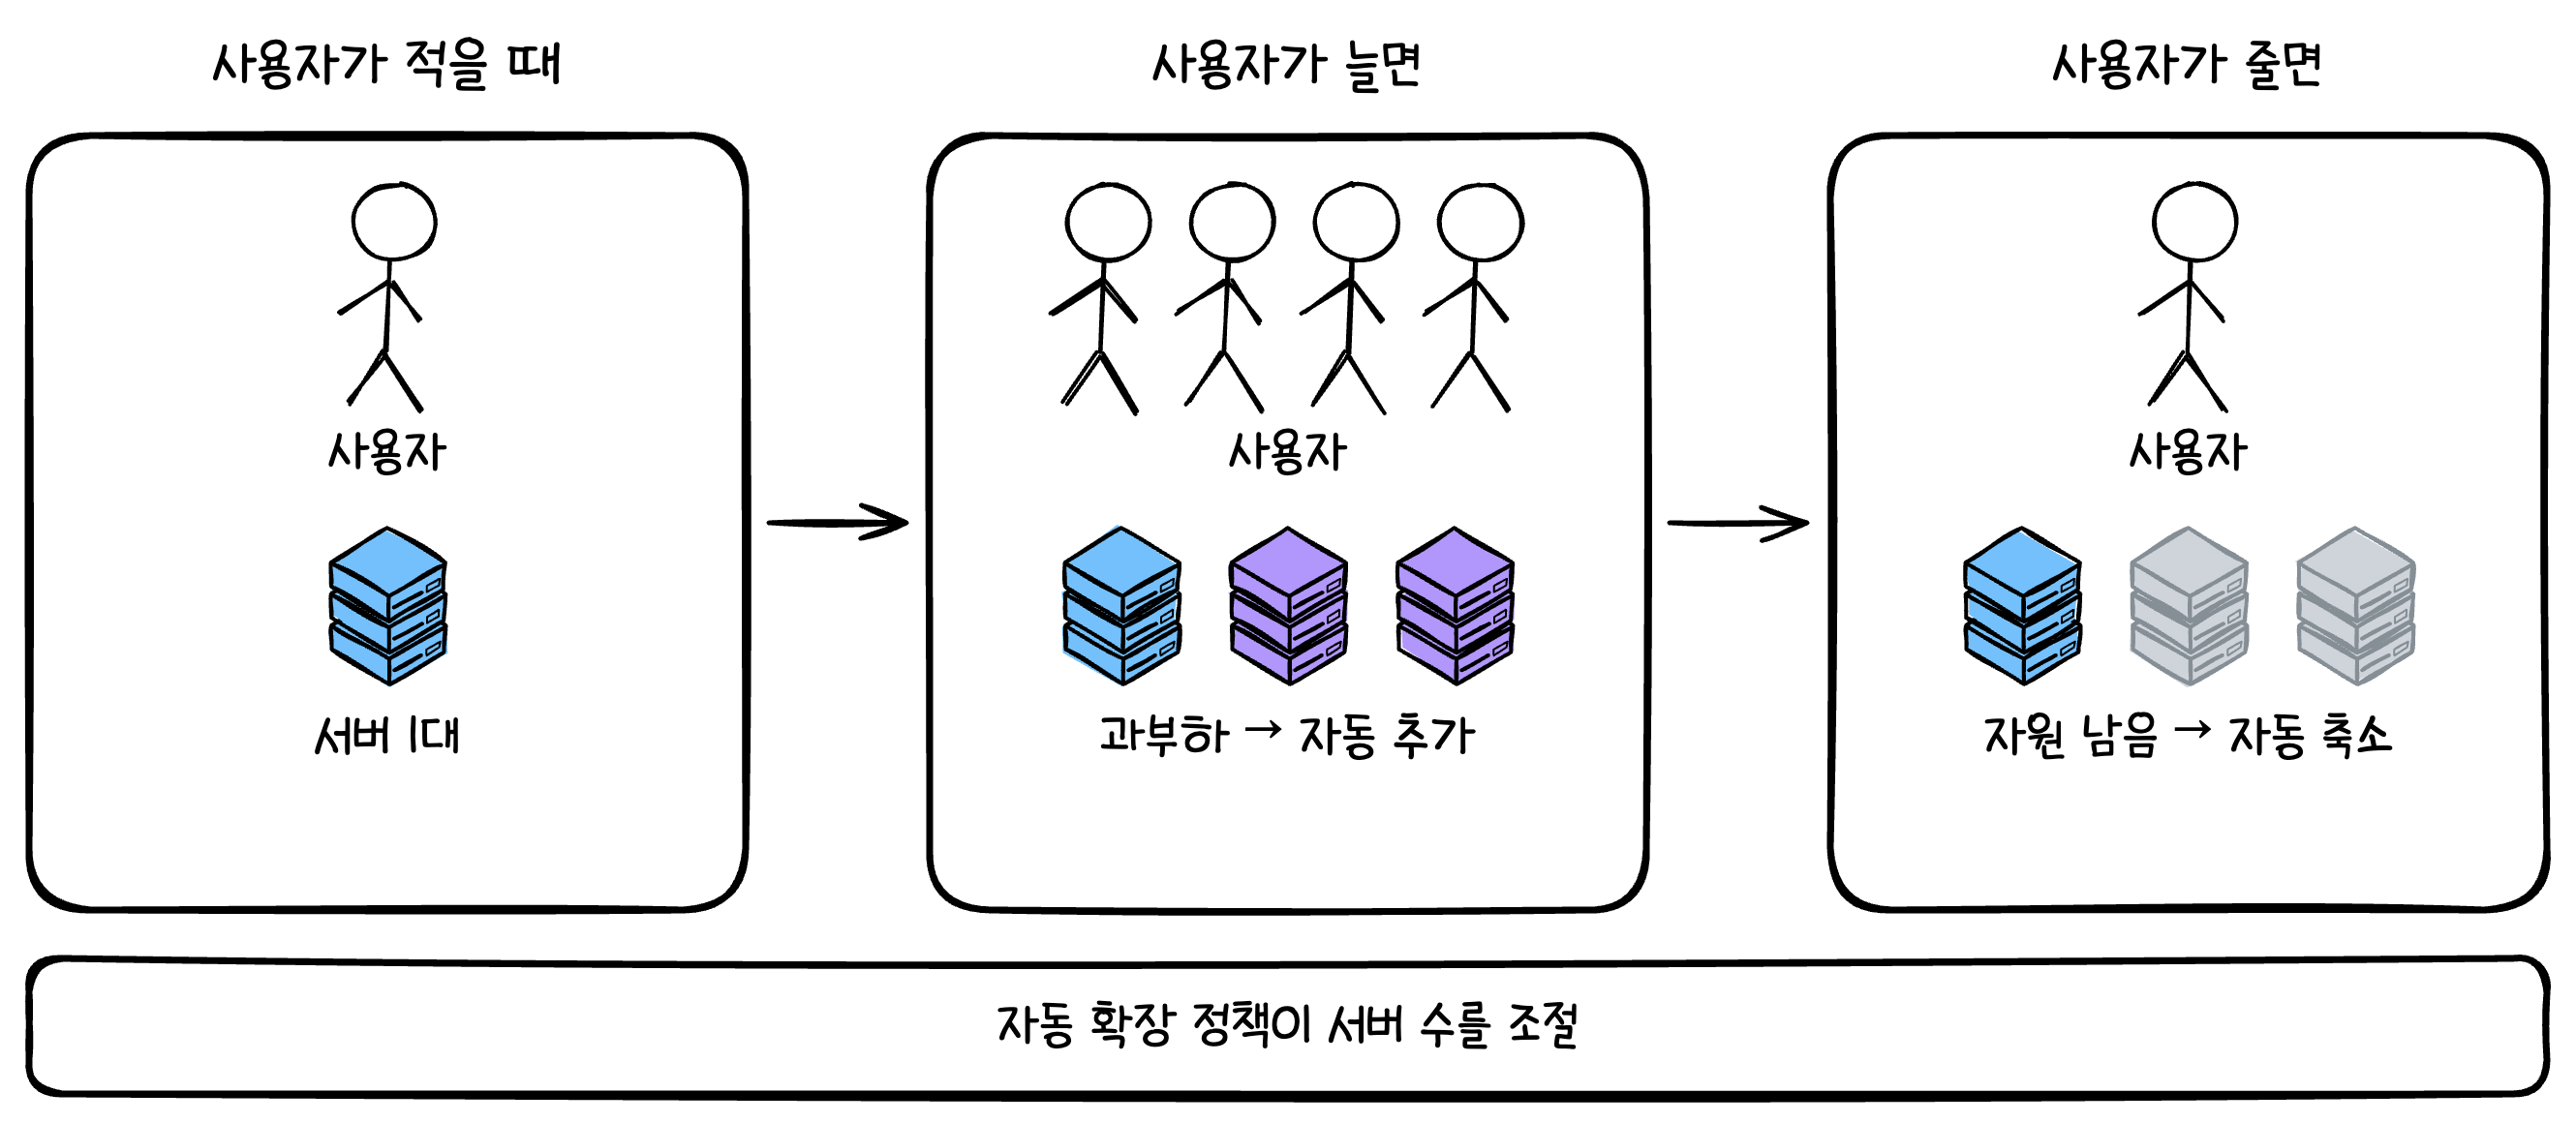 사용자가 적을 때
사용자가 늘면
사용자가 줄면
사용자
사용자
사용자
서버 1대
과부하 → 자동 추가
자원 남음 → 자동 축소
자동 확장 정책이 서버 수를 조절